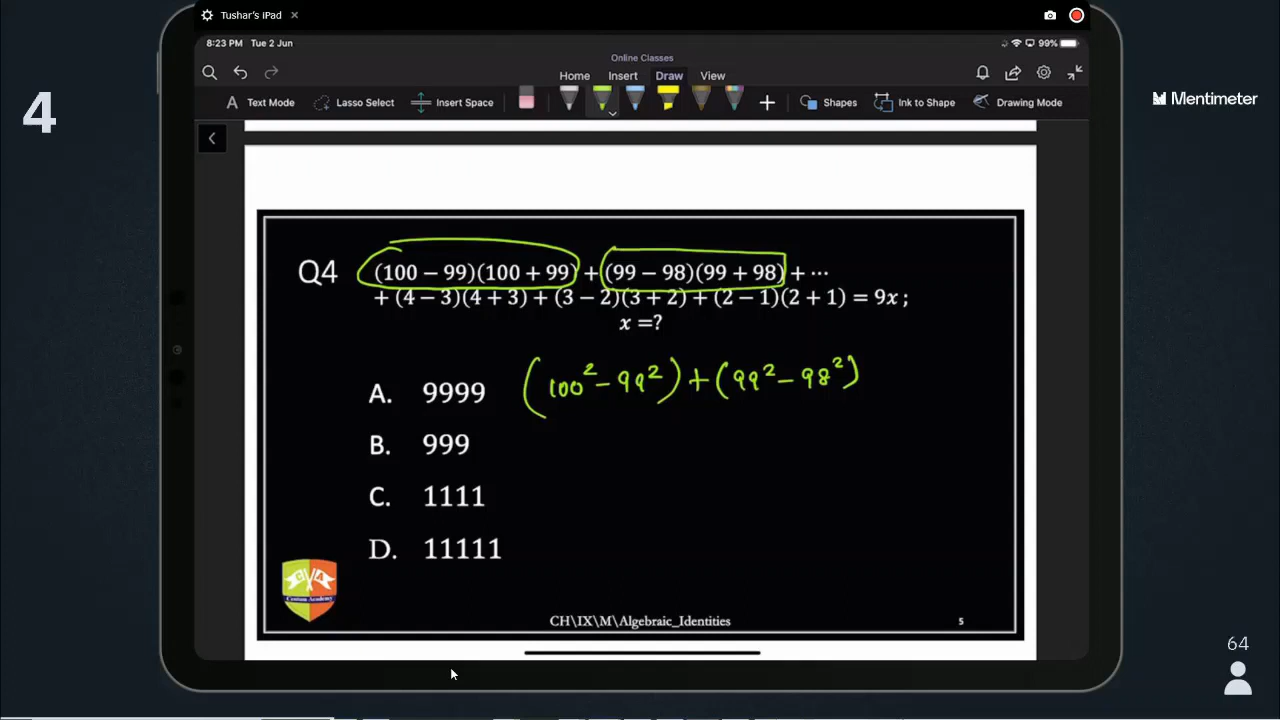 Tushar's iPad ×
8:23 PM Tue 2 Jun
99%
Online Classes
Home Insert Draw View
A Text Mode Lasso Select Insert Space Shapes Ink to Shape Drawing Mode
4
Mentimeter
Q4 (100 − 99)(100 + 99) + (99 − 98)(99 + 98) + ⋯
+ (4 − 3)(4 + 3) + (3 − 2)(3 + 2) + (2 − 1)(2 + 1) = 9x ;
x =?
(100² − 99²) + (99² − 98²)
A. 9999
B. 999
C. 1111
D. 11111
CH\IX\M\Algebraic_Identities 5
64